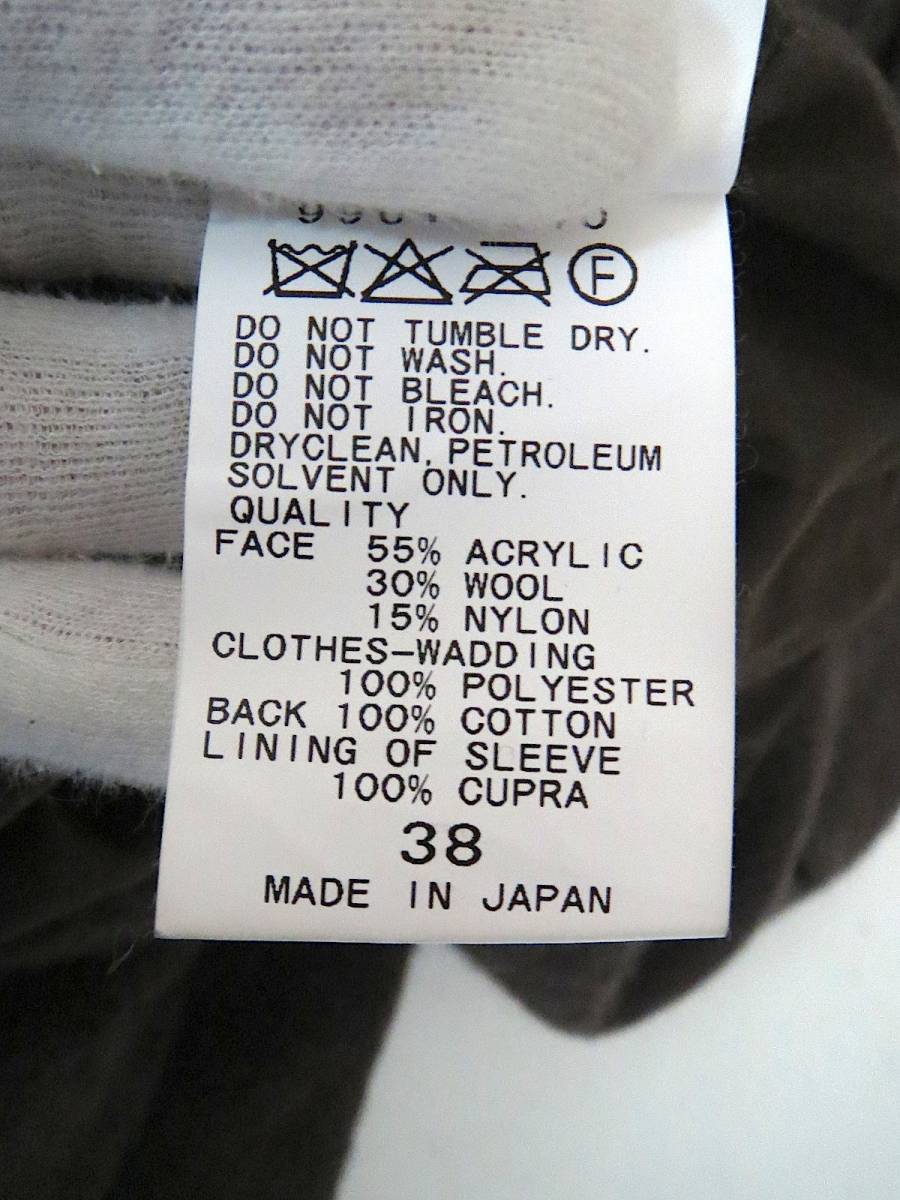 F
DO NOT TUMBLE DRY.
DO NOT WASH.
DO NOT BLEACH.
DO NOT IRON.
DRYCLEAN, PETROLEUM
SOLVENT ONLY.
QUALITY
FACE 55% ACRYLIC
30% WOOL
15% NYLON
CLOTHES-WADDING
100% POLYESTER
BACK 100% COTTON
LINING OF SLEEVE
100% CUPRA
38
MADE IN JAPAN